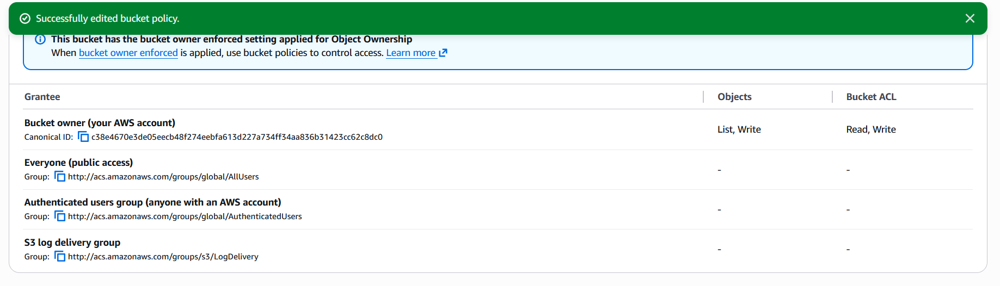 Successfully edited bucket policy.
This bucket has the bucket owner enforced setting applied for Object Ownership
When bucket owner enforced is applied, use bucket policies to control access. Learn more
Grantee Objects Bucket ACL
Bucket owner (your AWS account)
Canonical ID: c38e4670e3de05eecb48f274eebfa613d227a734ff34aa836b31423cc62c8dc0
List, Write Read, Write
Everyone (public access)
Group: http://acs.amazonaws.com/groups/global/AllUsers
- -
Authenticated users group (anyone with an AWS account)
Group: http://acs.amazonaws.com/groups/global/AuthenticatedUsers
- -
S3 log delivery group
Group: http://acs.amazonaws.com/groups/s3/LogDelivery
- -